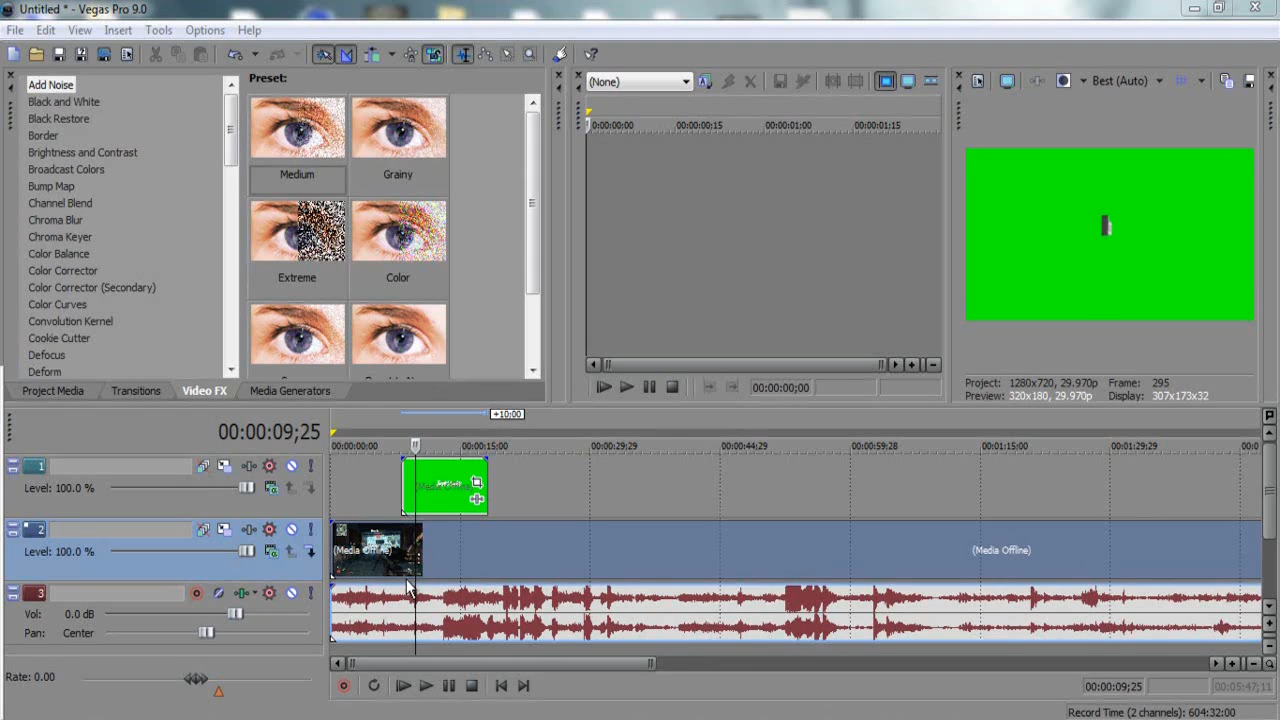 Untitled * - Vegas Pro 9.0
File Edit View Insert Tools Options Help
Add Noise
Black and White
Black Restore
Border
Brightness and Contrast
Broadcast Colors
Bump Map
Channel Blend
Chroma Blur
Chroma Keyer
Color Balance
Color Corrector
Color Corrector (Secondary)
Color Curves
Convolution Kernel
Cookie Cutter
Defocus
Deform
Preset:
Medium
Grainy
Extreme
Color
Project Media Transitions Video FX Media Generators
(None)
0:00:00:00 00:00:00:15 00:00:01:00 00:00:01:15
00:00:00;00
Best (Auto)
Project: 1280x720, 29.970p Frame: 295
Preview: 320x180, 29.970p Display: 307x173x32
+10;00
00:00:09;25
00:00:00;00 00:00:15;00 00:00:29;29 00:00:44;29 00:00:59;28 00:01:15;00 00:01:29;29 00:0
1
Level: 100.0 %
(Media Offline)
2
Level: 100.0 %
(Media Offline)
(Media Offline)
3
Vol: 0.0 dB
Pan: Center
Rate: 0.00
00:00:09;25
00:05:47;11
Record Time (2 channels): 604:32:00